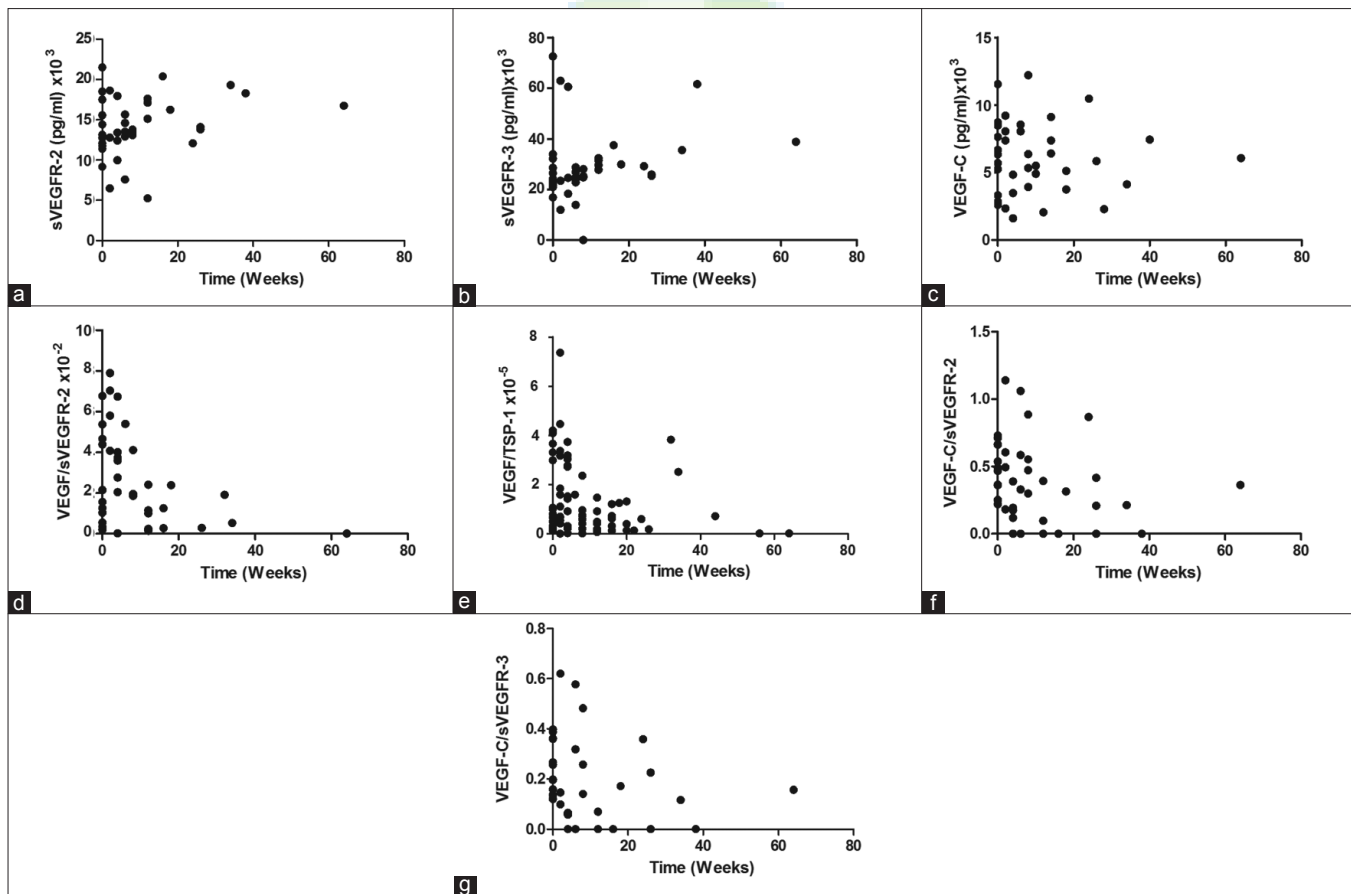 25
20
15
10
5
0
0 20 40 60 80
sVEGFR-2 (pg/ml) x10³
Time (Weeks)
a
80
60
40
20
0
0 20 40 60 80
sVEGFR-3 (pg/ml)x10³
Time (Weeks)
b
15
10
5
0
0 20 40 60 80
VEGF-C (pg/ml)x10³
Time (Weeks)
c
10
8
6
4
2
0
0 20 40 60 80
VEGF/sVEGFR-2 x10⁻²
Time (Weeks)
d
8
6
4
2
0
0 20 40 60 80
VEGF/TSP-1 x10⁻⁵
Time (Weeks)
e
1.5
1.0
0.5
0.0
0 20 40 60 80
VEGF-C/sVEGFR-2
Time (Weeks)
f
0.8
0.6
0.4
0.2
0.0
0 20 40 60 80
VEGF-C/sVEGFR-3
Time (Weeks)
g